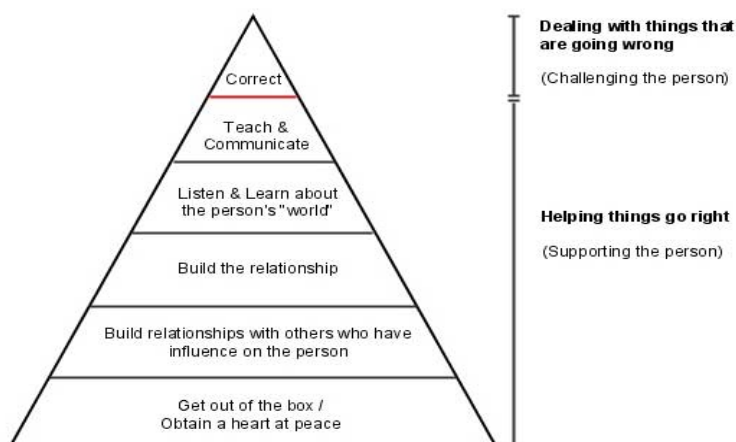 Correct
Teach &
Communicate
Listen & Learn about
the person's "world"
Build the relationship
Build relationships with others who have
influence on the person
Get out of the box /
Obtain a heart at peace
Dealing with things that
are going wrong
(Challenging the person)
Helping things go right
(Supporting the person)